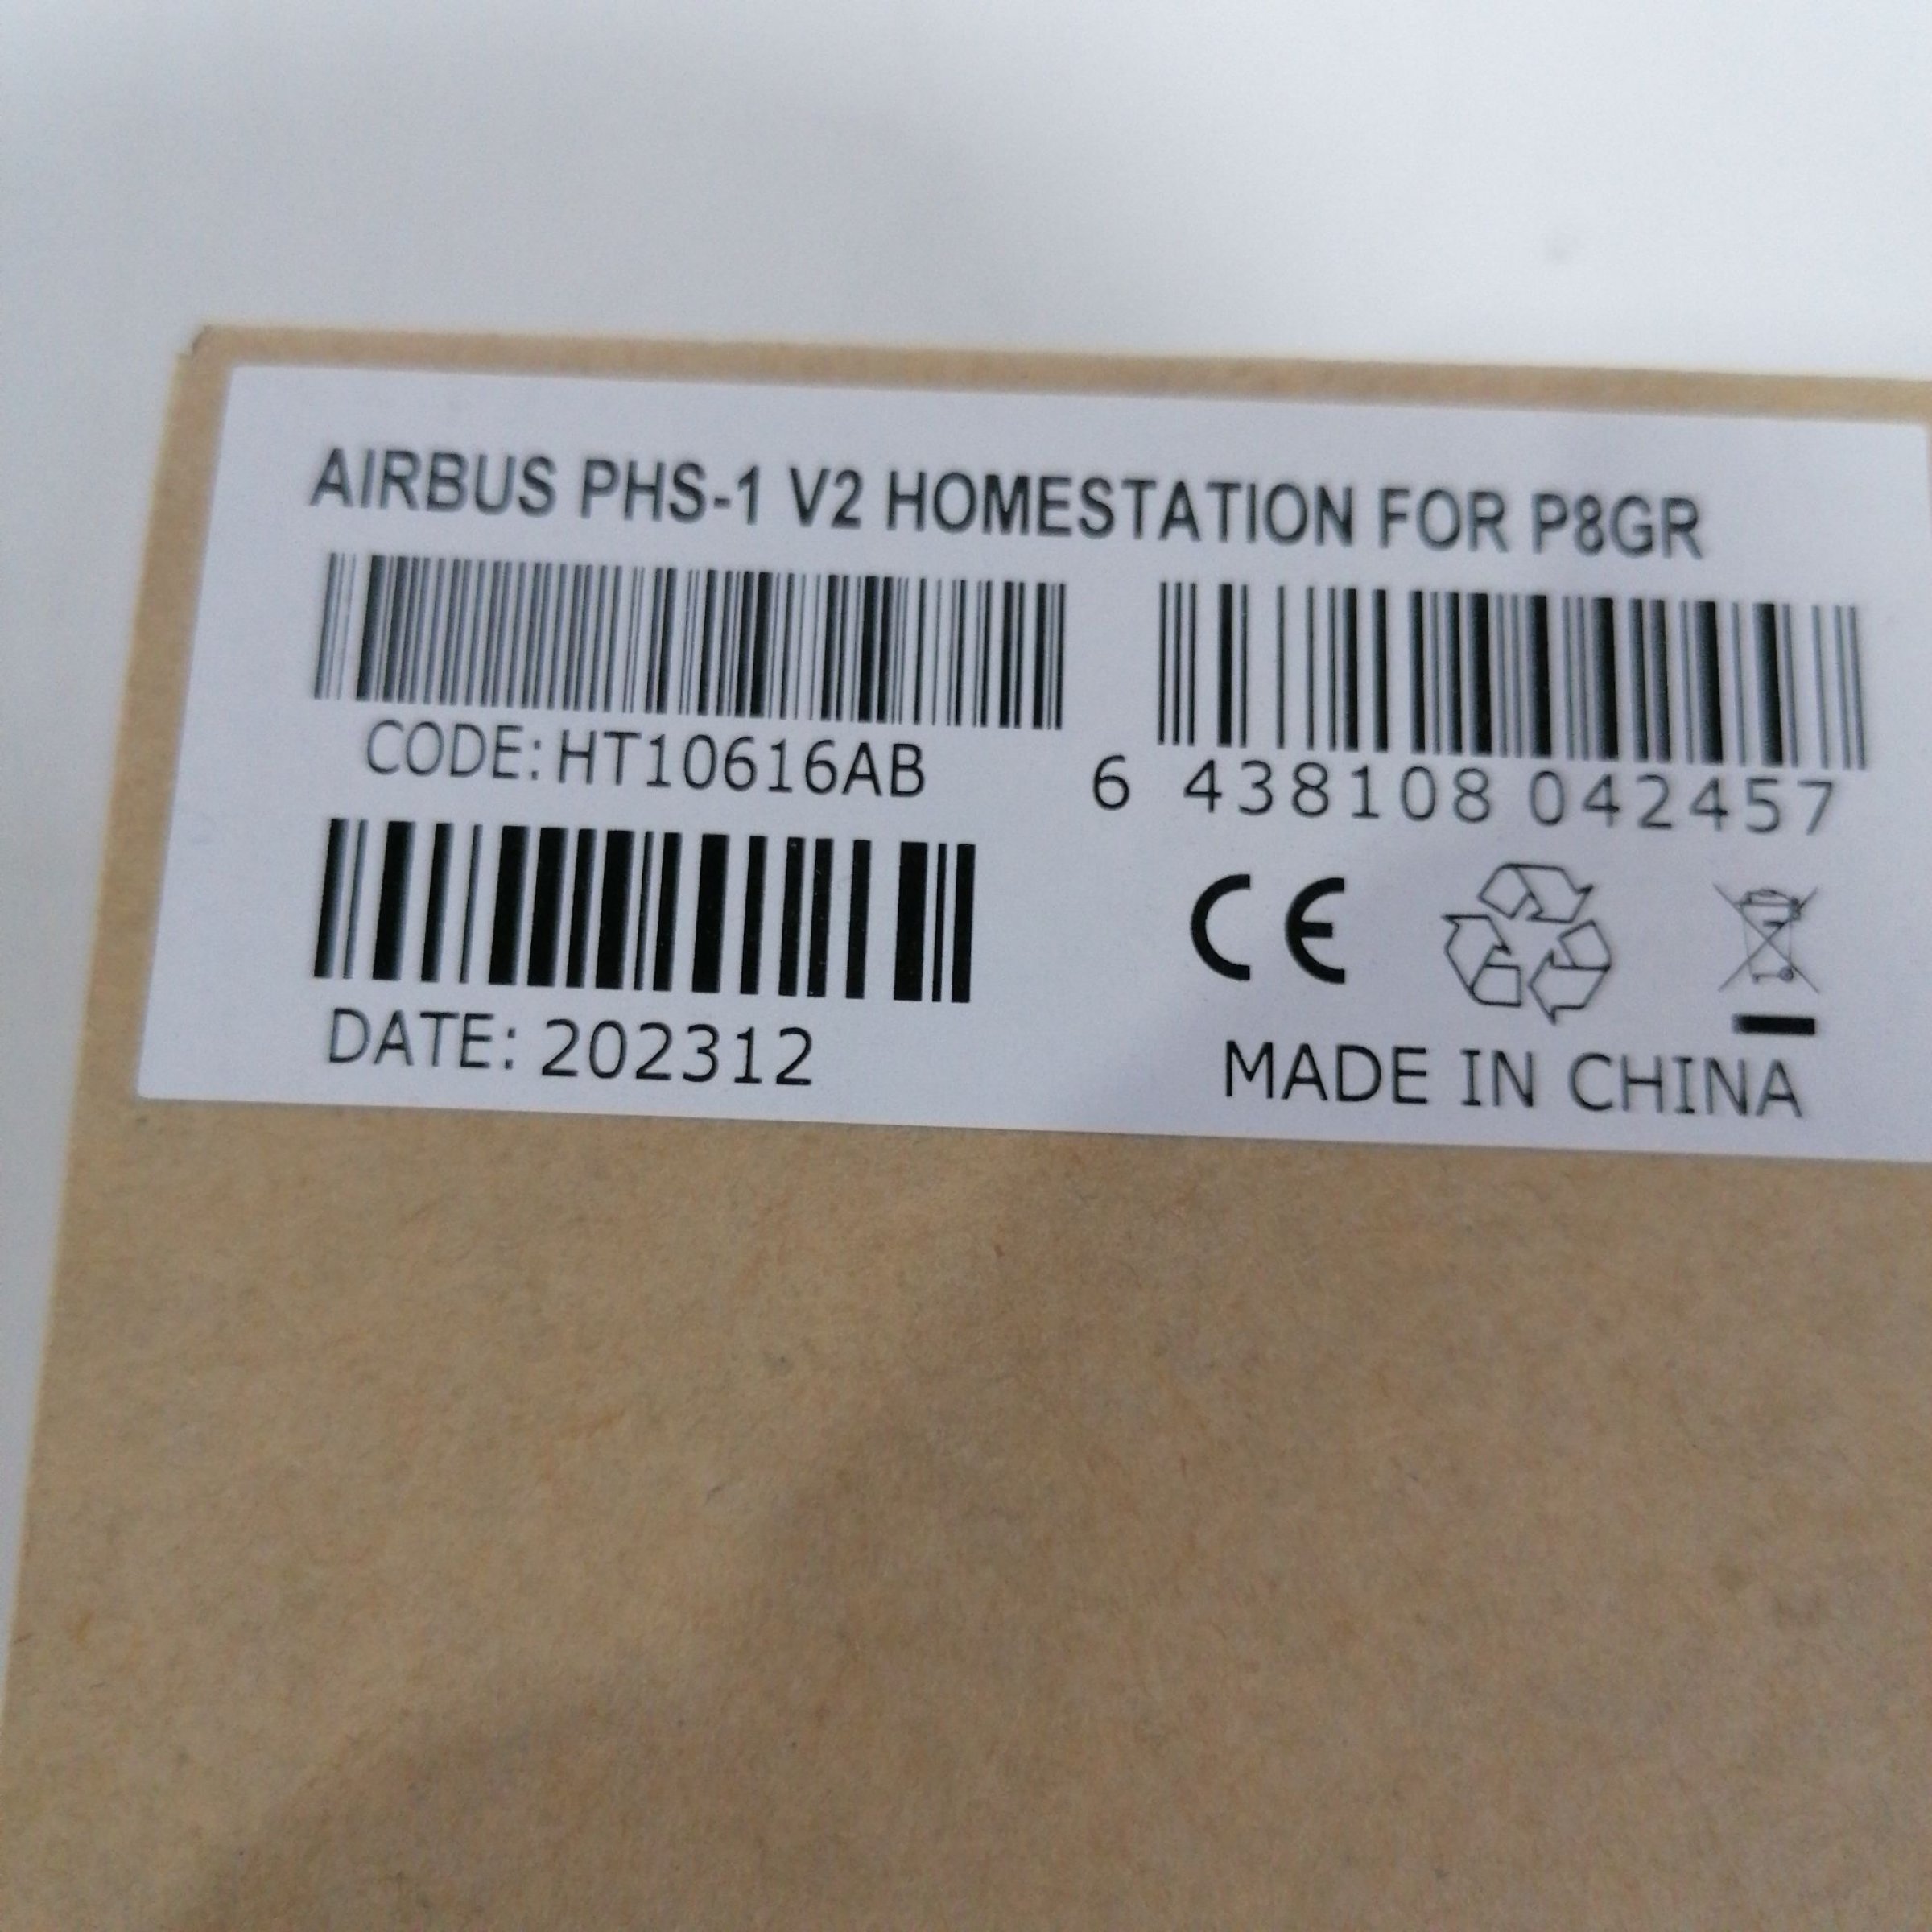 AIRBUS PHS-1 V2 HOMESTATION FOR P8GR
CODE: HT10616AB
6 438108 042457
DATE: 202312
CE
MADE IN CHINA